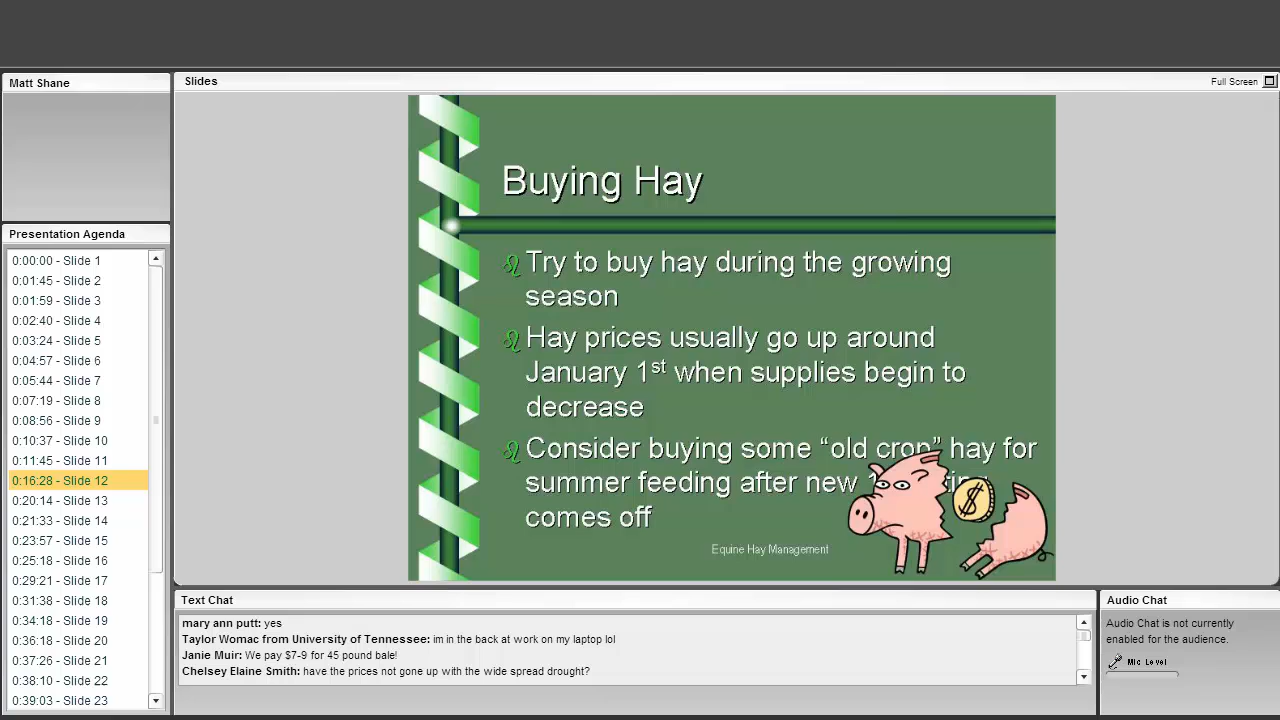 Matt Shane
Slides
Full Screen
Presentation Agenda
0:00:00 - Slide 1
0:01:45 - Slide 2
0:01:59 - Slide 3
0:02:40 - Slide 4
0:03:24 - Slide 5
0:04:57 - Slide 6
0:05:44 - Slide 7
0:07:19 - Slide 8
0:08:56 - Slide 9
0:10:37 - Slide 10
0:11:45 - Slide 11
0:16:28 - Slide 12
0:20:14 - Slide 13
0:21:33 - Slide 14
0:23:57 - Slide 15
0:25:18 - Slide 16
0:29:21 - Slide 17
0:31:38 - Slide 18
0:34:18 - Slide 19
0:36:18 - Slide 20
0:37:26 - Slide 21
0:38:10 - Slide 22
0:39:03 - Slide 23
Buying Hay
Try to buy hay during the growing
season
Hay prices usually go up around
January 1st when supplies begin to
decrease
Consider buying some “old crop” hay for
summer feeding after new
comes off
Equine Hay Management
$
Text Chat
mary ann putt: yes
Taylor Womac from University of Tennessee: im in the back at work on my laptop lol
Janie Muir: We pay $7-9 for 45 pound bale!
Chelsey Elaine Smith: have the prices not gone up with the wide spread drought?
Audio Chat
Audio Chat is not currently
enabled for the audience.
Mic Level